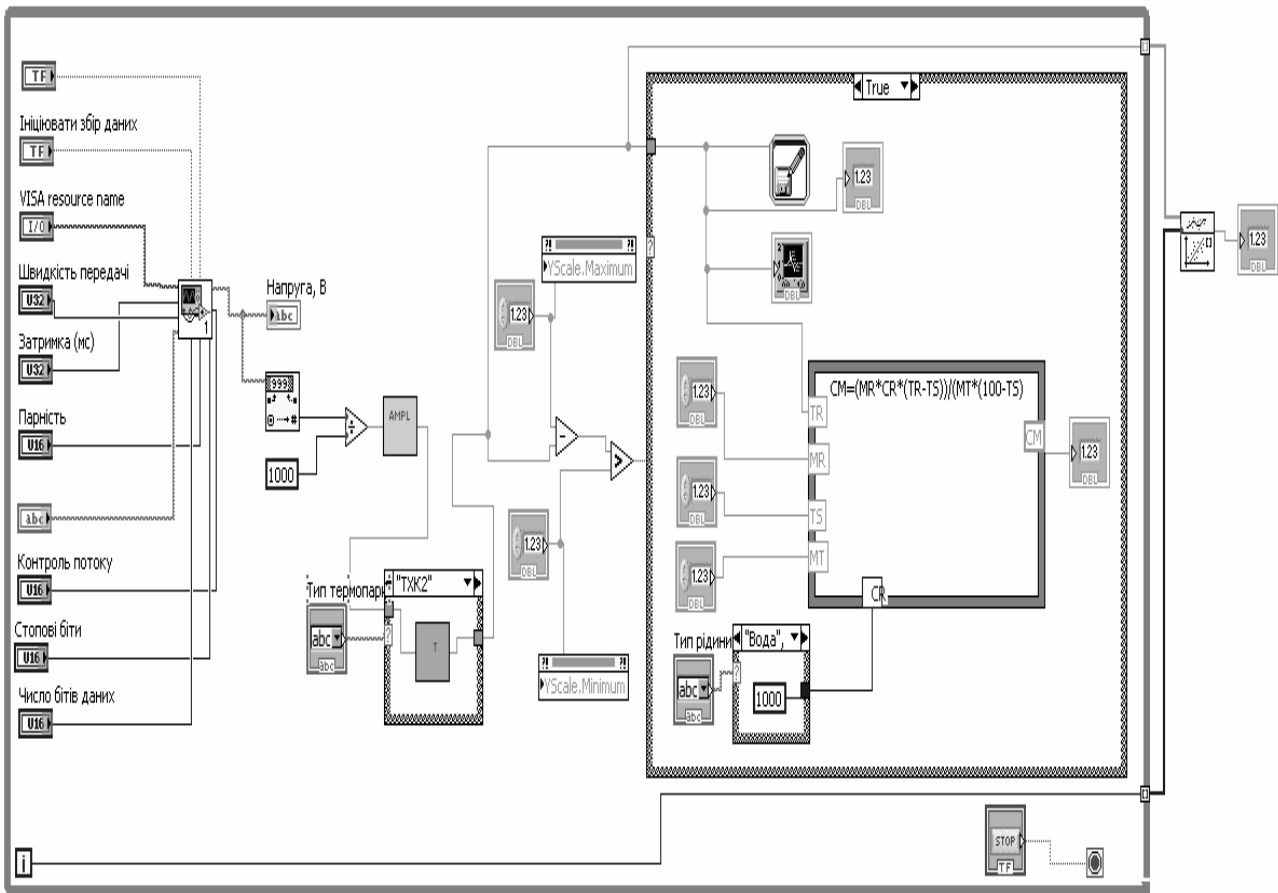 TF
Ініціювати збір даних
TF
VISA resource name
I/O
Швидкість передачі
U32
Затримка (мс)
U32
Парність
U16
abc
Контроль потоку
U16
Стопові біти
U16
Число бітів даних
U16
i
1
Напруга, В
abc
999
1000
AMPL
Тип термопари
abc
abc
"ТХК2"
?
T
1.23
DBL
YScale.Maximum
1.23
DBL
YScale.Minimum
True
?
1.23
DBL
DBL
1.23
DBL
1.23
DBL
1.23
DBL
CM=(MR*CR*(TR-TS))/(MT*(100-TS)
TR
MR
TS
MT
CR
CM
1.23
DBL
Тип рідини
abc
abc
"Вода",
?
1000
STOP
TF
1.23
DBL